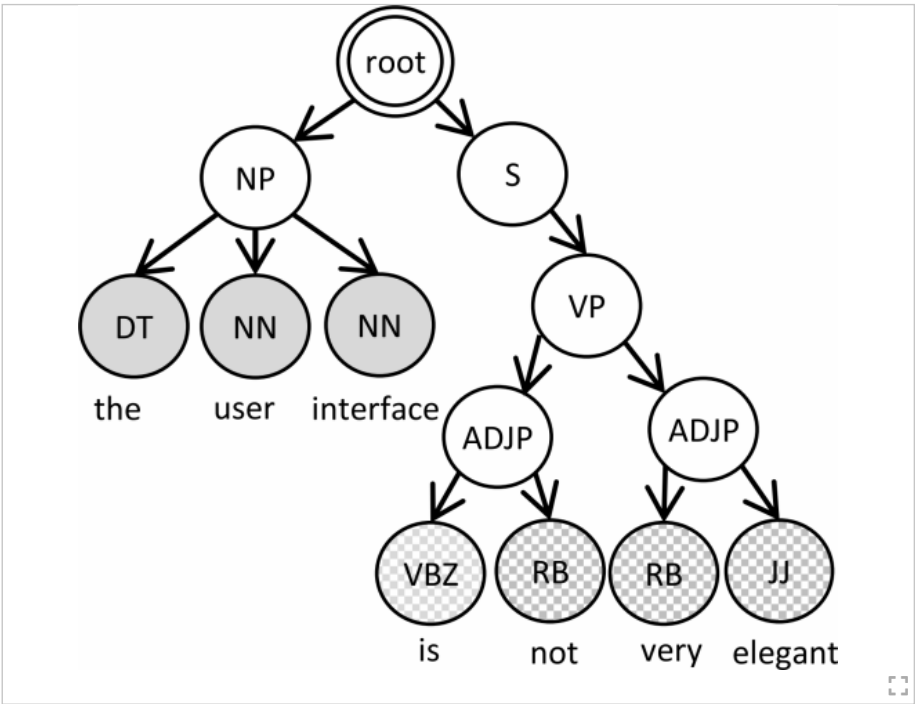 root
NP
S
DT
NN
NN
VP
the
user
interface
ADJP
ADJP
VBZ
RB
RB
JJ
is
not
very
elegant